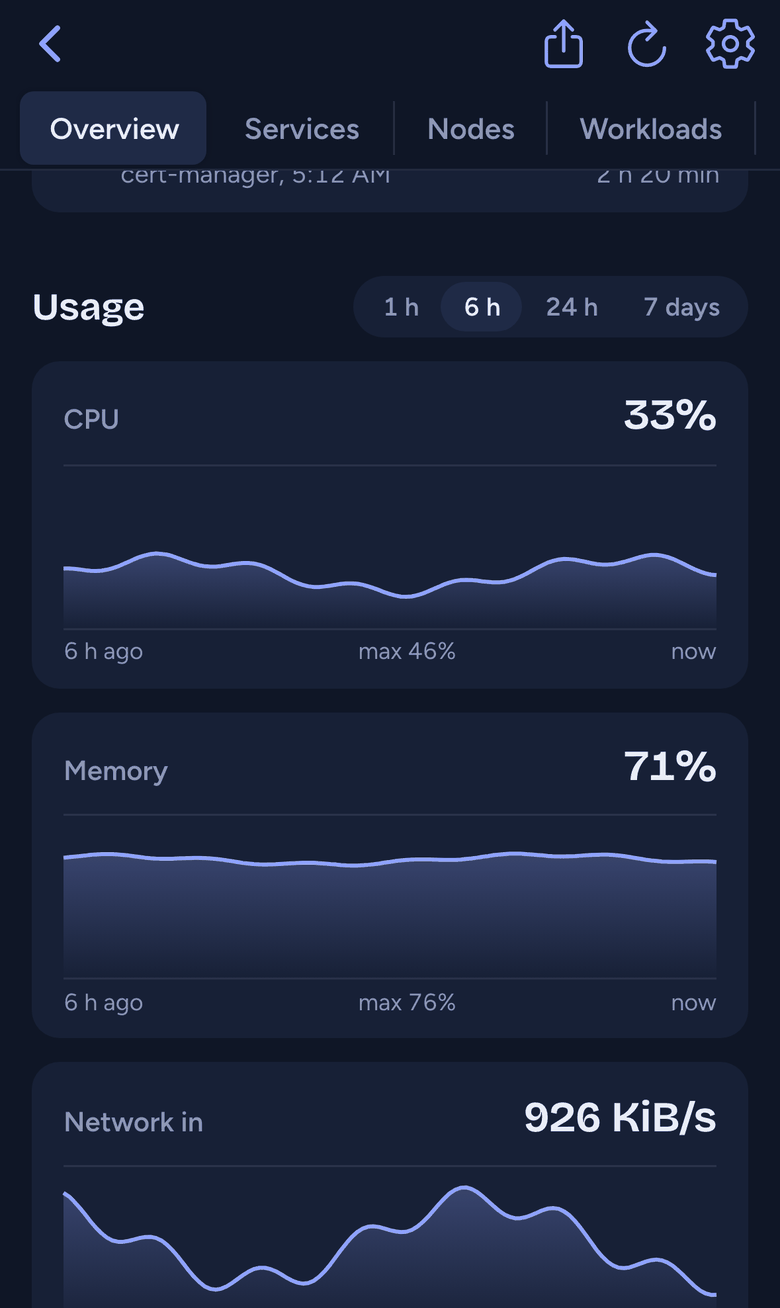 Overview Services Nodes Workloads
cert-manager, 5:12 AM 2 h 20 min
Usage 1 h 6 h 24 h 7 days
CPU 33%
6 h ago max 46% now
Memory 71%
6 h ago max 76% now
Network in 926 KiB/s